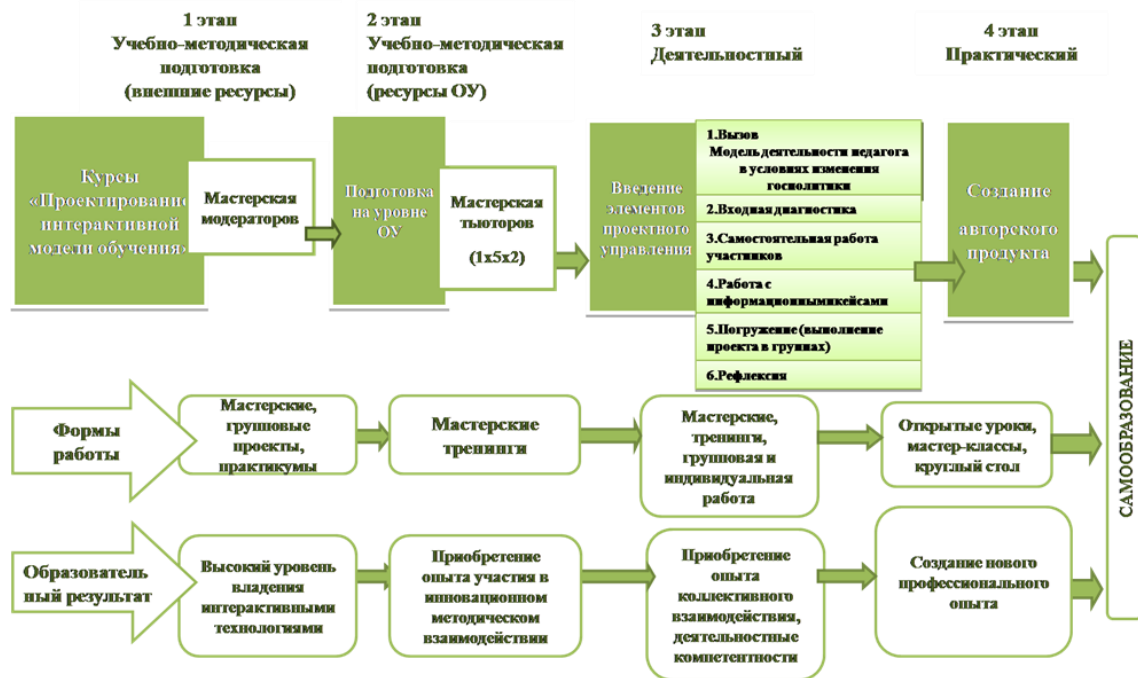 1 этап
Учебно-методическая
подготовка
(внешние ресурсы)
2 этап
Учебно-методическая
подготовка
(ресурсы ОУ)
3 этап
Деятельностный
4 этап
Практический
Курсы
«Проектирование
интерактивной
модели обучения»
Мастерская
модераторов
Подготовка
на уровне
ОУ
Мастерская
тьюторов
(1х5х2)
Введение
элементов
проектного
управления
1.Вызов
Модель деятельности педагога
в условиях изменения
госполитики
2.Входная диагностика
3.Самостоятельная работа
участников
4.Работа с
информационнымикейсами
5.Погружение (выполнение
проекта в группах)
6.Рефлексия
Создание
авторского
продукта
САМООБРАЗОВАНИЕ
Формы
работы
Мастерские,
групповые
проекты,
практикумы
Мастерские
тренинги
Мастерские,
тренинги,
групповая и
индивидуальная
работа
Открытые уроки,
мастер-классы,
круглый стол
Образователь
ный результат
Высокий уровень
владения
интерактивными
технологиями
Приобретение
опыта участия в
инновационном
методическом
взаимодействии
Приобретение
опыта
коллективного
взаимодействия,
деятельностные
компетентности
Создание нового
профессионального
опыта